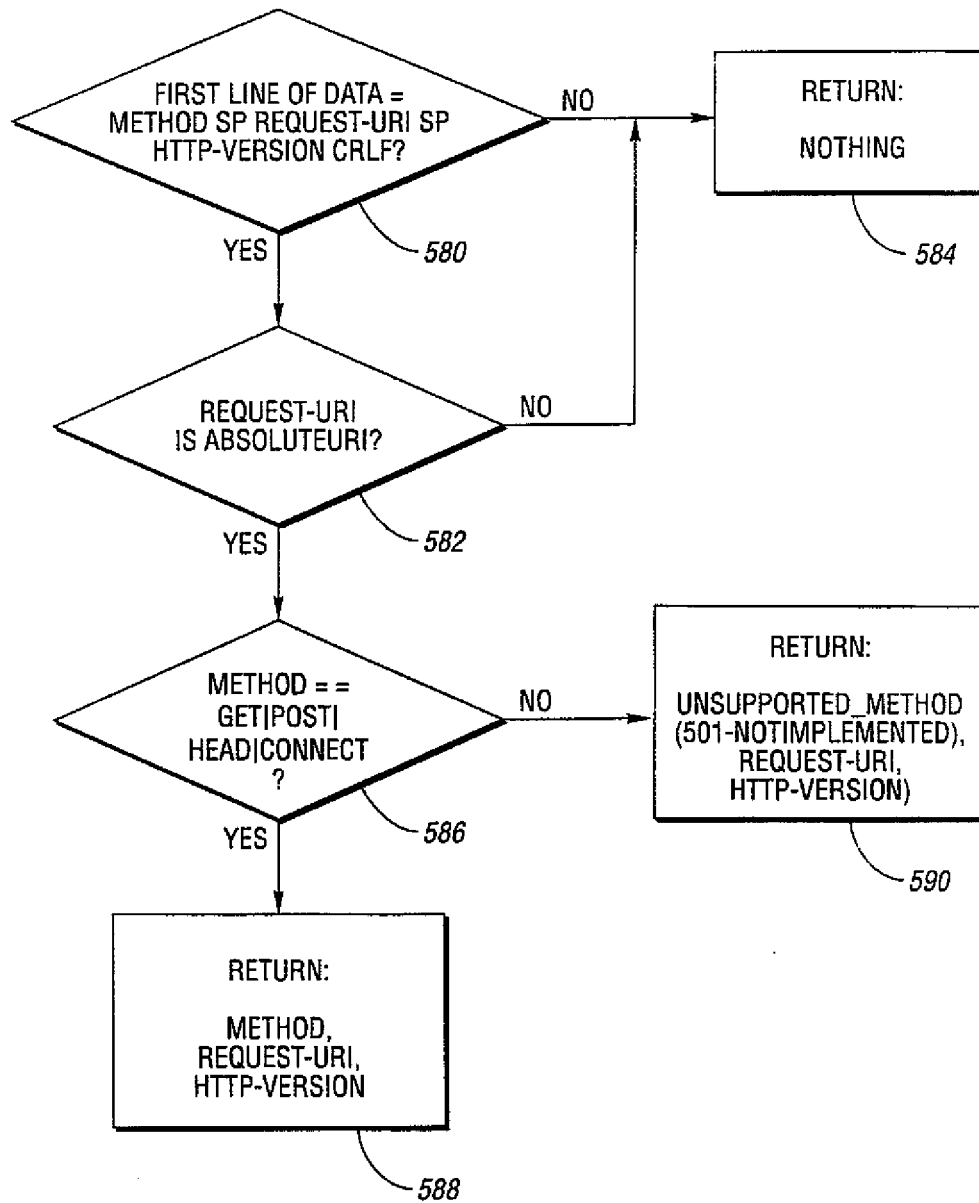 FIRST LINE OF DATA =
METHOD SP REQUEST-URI SP
HTTP-VERSION CRLF?
NO
RETURN:
NOTHING
YES
580
584
REQUEST-URI
IS ABSOLUTEURI?
NO
YES
582
METHOD = =
GET|POST|
HEAD|CONNECT
?
NO
RETURN:
UNSUPPORTED_METHOD
(501-NOTIMPLEMENTED),
REQUEST-URI,
HTTP-VERSION)
YES
586
590
RETURN:
METHOD,
REQUEST-URI,
HTTP-VERSION
588